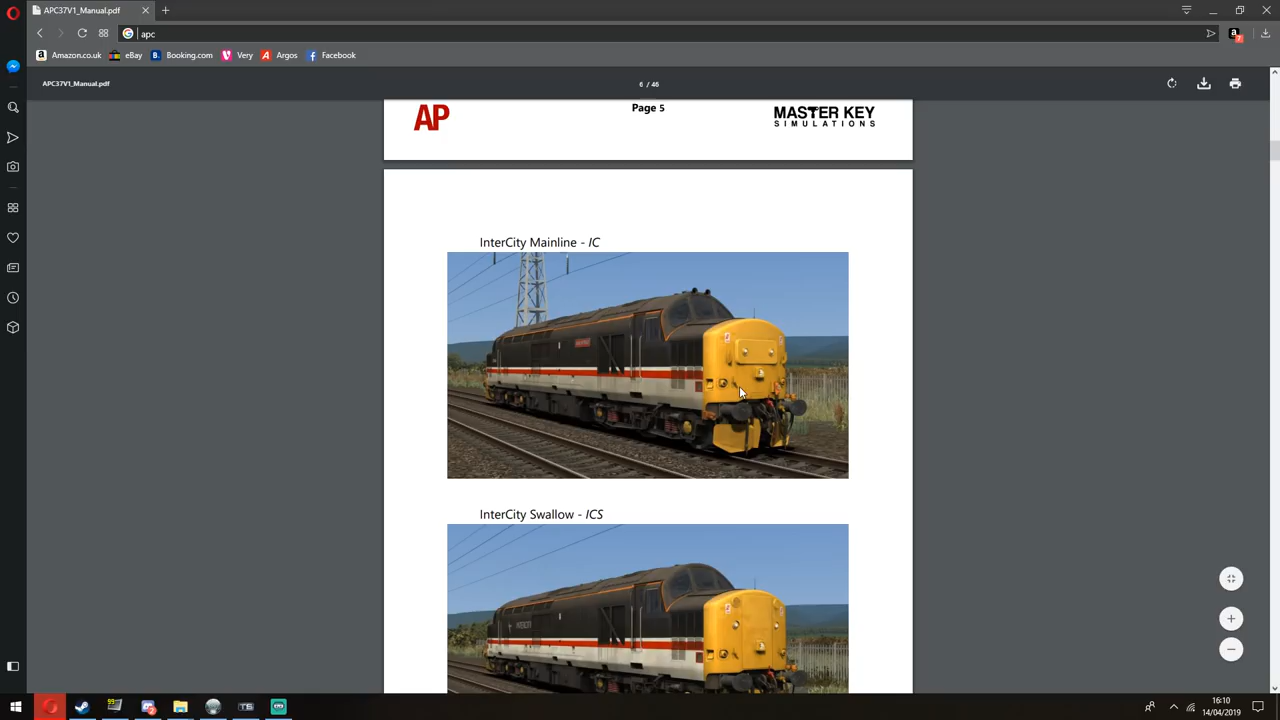 APC37V1_Manual.pdf
apc
Amazon.co.uk eBay Booking.com Very Argos Facebook
APC37V1_Manual.pdf 6 / 46
AP Page 5 MASTER KEY
SIMULATIONS
InterCity Mainline - IC
InterCity Swallow - ICS
INTERCITY
16:10
14/04/2019